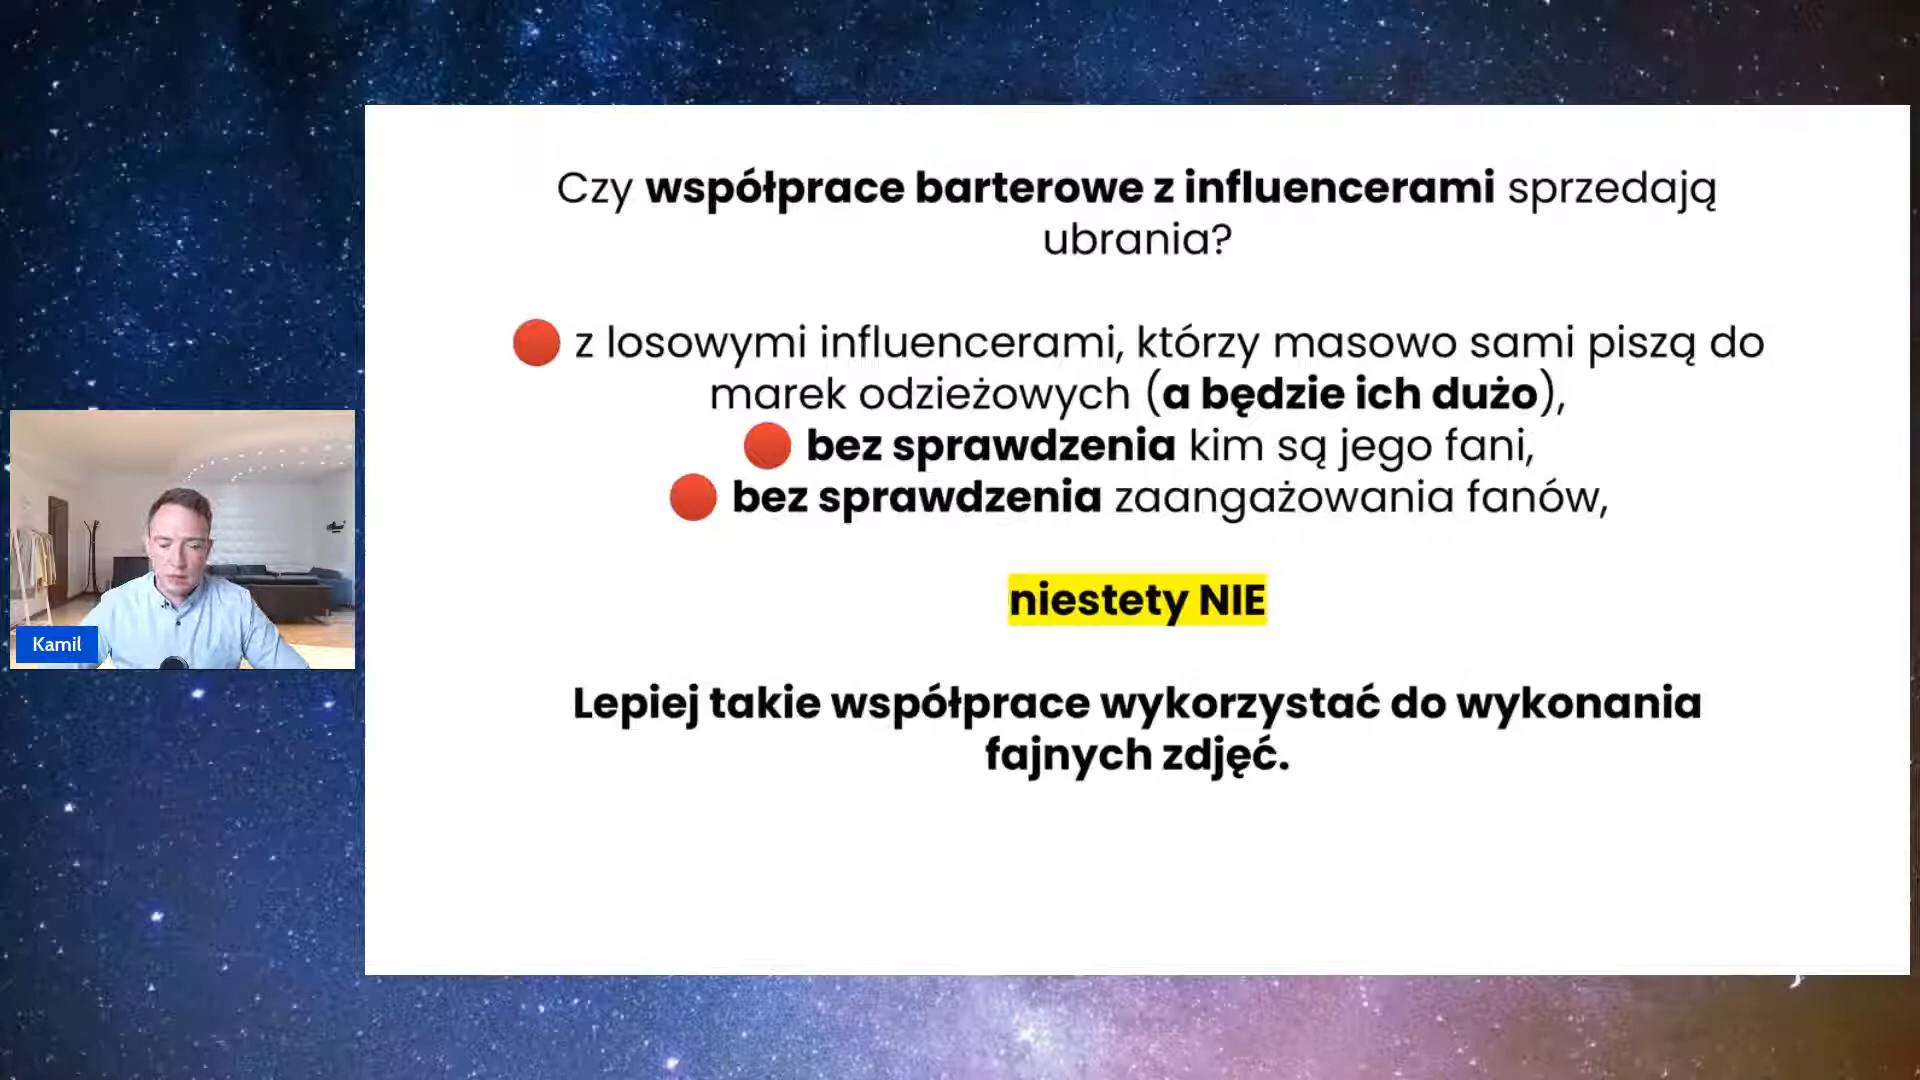 Czy współprace barterowe z influencerami sprzedają
ubrania?
🔴 z losowymi influencerami, którzy masowo sami piszą do
marek odzieżowych (a będzie ich dużo),
🔴 bez sprawdzenia kim są jego fani,
🔴 bez sprawdzenia zaangażowania fanów,
niestety NIE
Lepiej takie współprace wykorzystać do wykonania
fajnych zdjęć.
Kamil